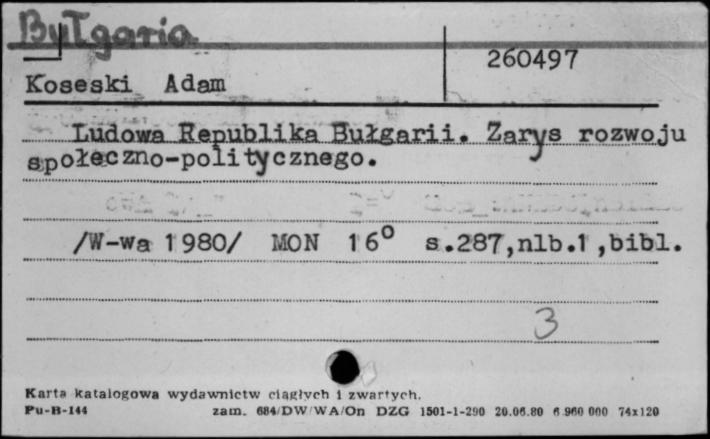 Bułgaria
260497
Koseski Adam
Ludowa Republika Bułgarii. Zarys rozwoju
społeczno-politycznego.
/W-wa 1980/ MON 16° s.287,nlb.1,bibl.
3
Karta katalogowa wydawnictw ciągłych i zwartych.
Pu-B-144 zam. 684/DW/WA/On DZG 1501-1-290 20.06.80 6.960 000 74x120